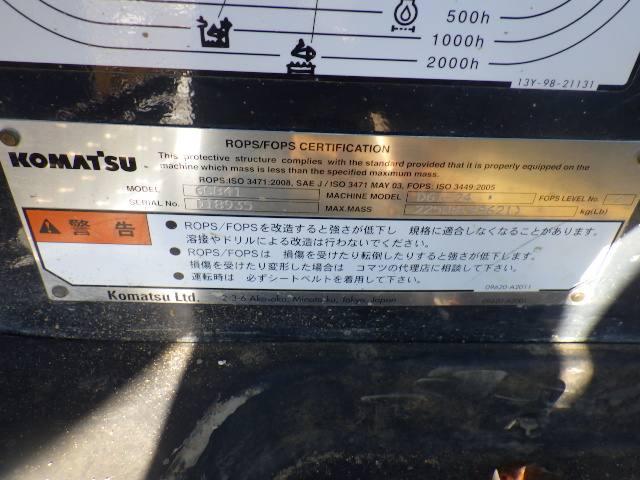 500h
1000h
2000h
13Y-98-21131
ROPS/FOPS CERTIFICATION
KOMATSU
This protective structure complies with the standard provided that it is properly equipped on the
machine which mass is less than the specified maximum mass.
ROPS:ISO 3471:2008, SAE J / ISO 3471 MAY 03, FOPS: ISO 3449:2005
MODEL MACHINE MODEL FOPS LEVEL NO.
SERIAL No. D18935 MAX.MASS kg(Lb)
警告
● ROPS/FOPSを改造すると強さが低下し 規格に適合しなくなることがあります。
溶接やドリルによる改造は行わないでください。
● ROPS/FOPSは 損傷を受けたり転倒したりすると強さが低下します。
損傷を受けたり変形した場合は コマツの代理店に相談して下さい。
● 運転時は 必ずシートベルトを着用して下さい。
09620-A2011
Komatsu Ltd. 2-3-6 Akasaka, Minatoku, Tokyo, Japan